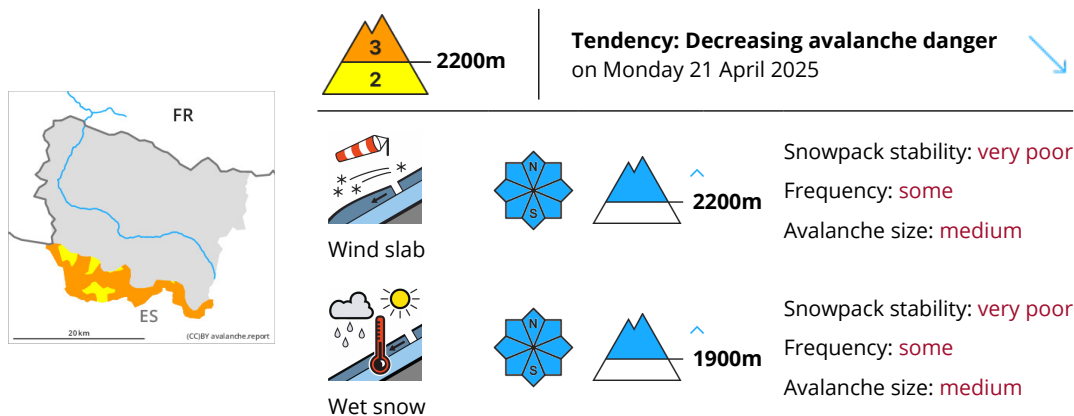 3
2
2200m
Tendency: Decreasing avalanche danger
on Monday 21 April 2025
FR
ES
20 km
(CC)BY avalanche.report
N
S
2200m
Snowpack stability: very poor
Frequency: some
Avalanche size: medium
Wind slab
N
S
1900m
Snowpack stability: very poor
Frequency: some
Avalanche size: medium
Wet snow